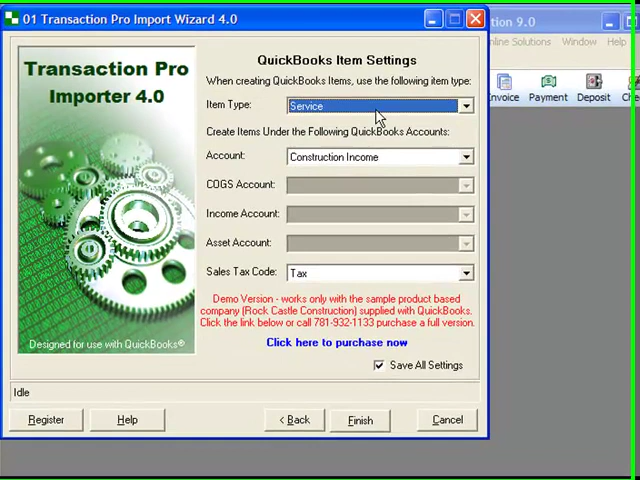 01 Transaction Pro Import Wizard 4.0
tion 9.0
nline Solutions Window Help
nvoice Payment Deposit
Transaction Pro
Importer 4.0
Designed for use with QuickBooks®
QuickBooks Item Settings
When creating QuickBooks Items, use the following item type:
Item Type: Service
Create Items Under the Following QuickBooks Accounts:
Account: Construction Income
COGS Account:
Income Account:
Asset Account:
Sales Tax Code: Tax
Demo Version - works only with the sample product based
company (Rock Castle Construction) supplied with QuickBooks.
Click the link below or call 781-932-1133 purchase a full version.
Click here to purchase now
Save All Settings
Idle
Register Help < Back Finish Cancel